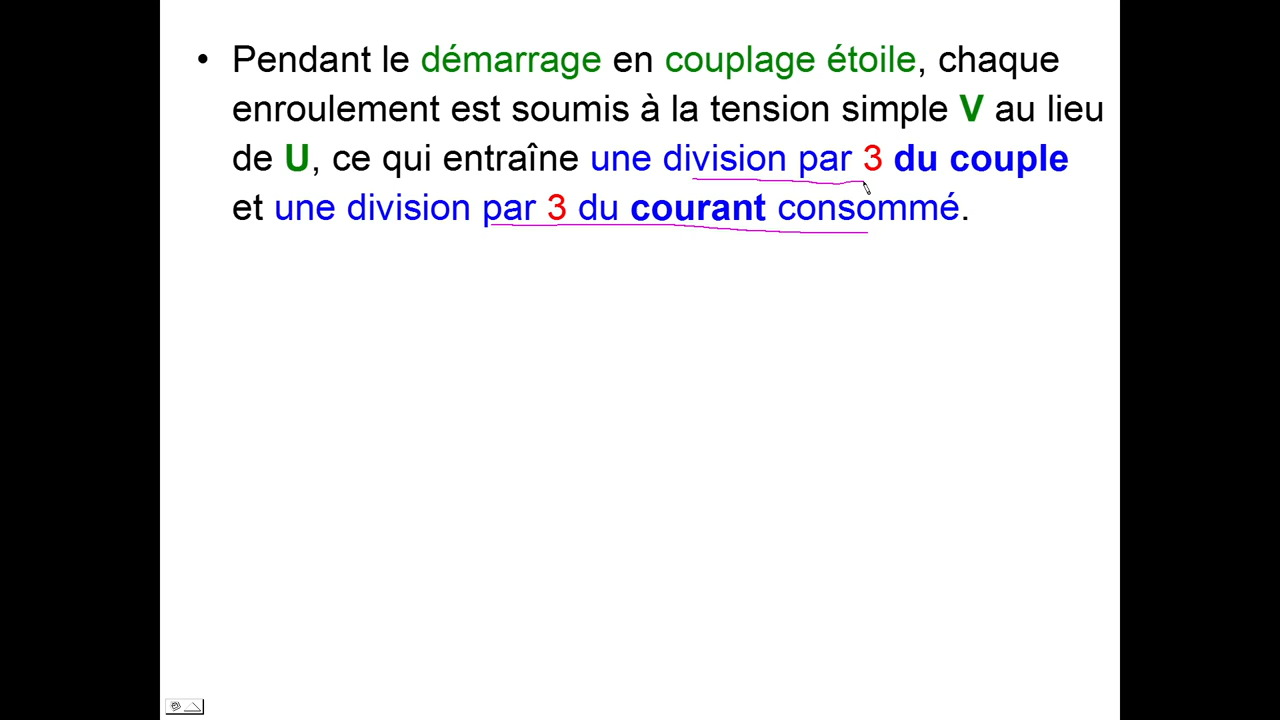 • Pendant le démarrage en couplage étoile, chaque
enroulement est soumis à la tension simple V au lieu
de U, ce qui entraîne une division par 3 du couple
et une division par 3 du courant consommé.